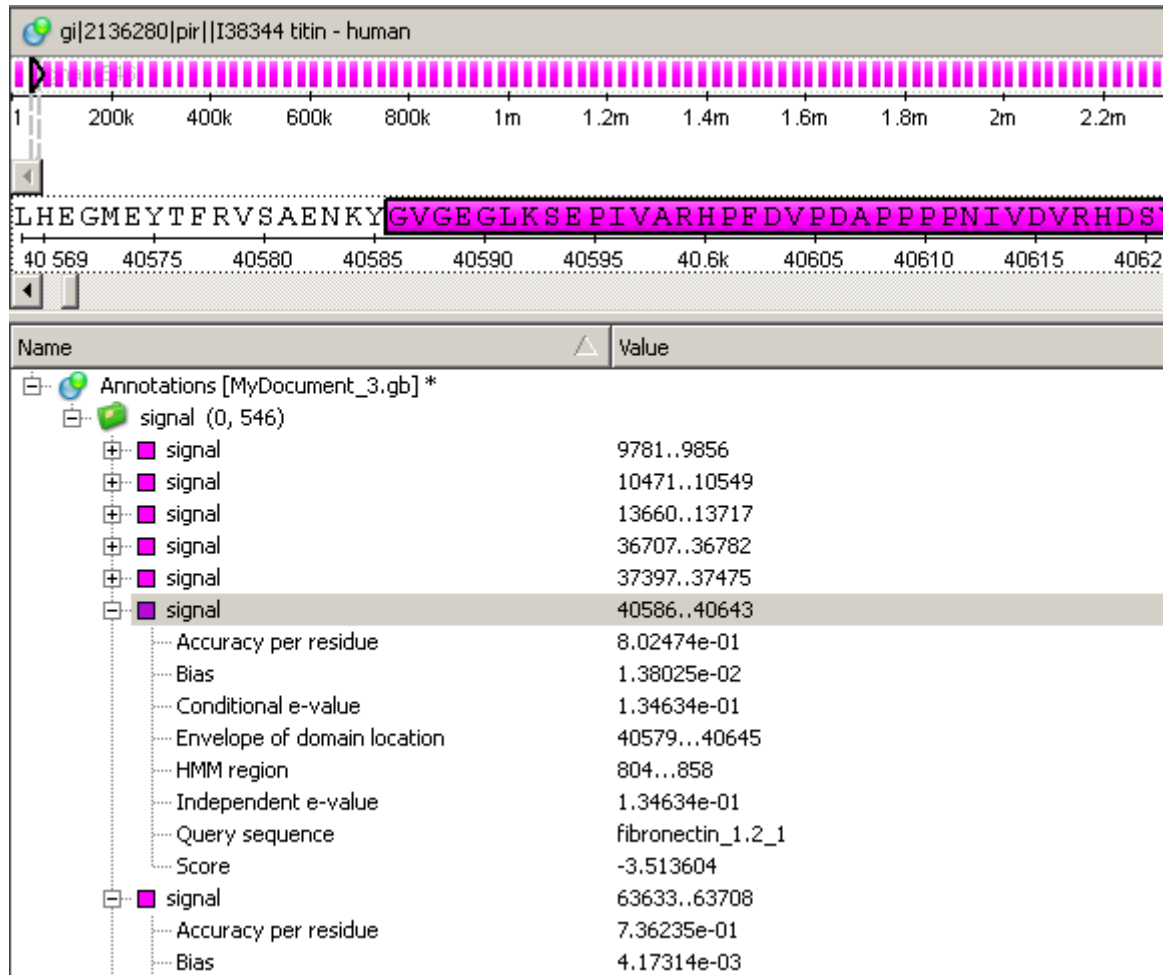 gi|2136280|pir||I38344 titin - human
1 200k 400k 600k 800k 1m 1.2m 1.4m 1.6m 1.8m 2m 2.2m
LHEGMEYTFRVSAENKYGVGEGLKSEPIVARHPFDVPDAPPPPNIVDVRHDSY
40 569 40575 40580 40585 40590 40595 40.6k 40605 40610 40615 4062
Name Value
Annotations [MyDocument_3.gb] *
signal (0, 546)
signal 9781..9856
signal 10471..10549
signal 13660..13717
signal 36707..36782
signal 37397..37475
signal 40586..40643
Accuracy per residue 8.02474e-01
Bias 1.38025e-02
Conditional e-value 1.34634e-01
Envelope of domain location 40579...40645
HMM region 804...858
Independent e-value 1.34634e-01
Query sequence fibronectin_1.2_1
Score -3.513604
signal 63633..63708
Accuracy per residue 7.36235e-01
Bias 4.17314e-03